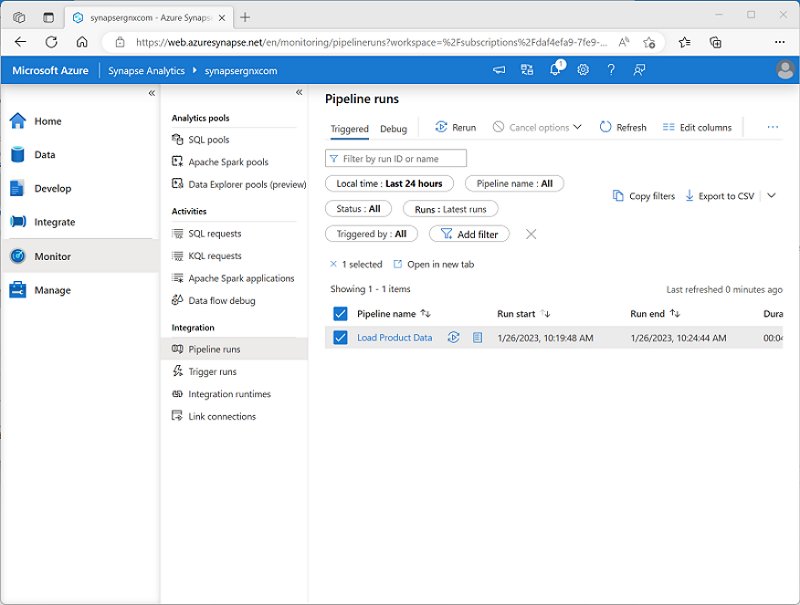 synapsergnxcom - Azure Synaps
https://web.azuresynapse.net/en/monitoring/pipelineruns?workspace=%2Fsubscriptions%2Fdaf4efa9-7fe9-...
Microsoft Azure
Synapse Analytics
synapsergnxcom
1
Home
Data
Develop
Integrate
Monitor
Manage
Analytics pools
SQL pools
Apache Spark pools
Data Explorer pools (preview)
Activities
SQL requests
KQL requests
Apache Spark applications
Data flow debug
Integration
Pipeline runs
Trigger runs
Integration runtimes
Link connections
Pipeline runs
Triggered Debug Rerun Cancel options Refresh Edit columns
Filter by run ID or name
Local time : Last 24 hours Pipeline name : All
Status : All Runs : Latest runs
Copy filters Export to CSV
Triggered by : All Add filter
1 selected Open in new tab
Showing 1 - 1 items Last refreshed 0 minutes ago
Pipeline name Run start Run end Dura
Load Product Data 1/26/2023, 10:19:48 AM 1/26/2023, 10:24:44 AM 00:04